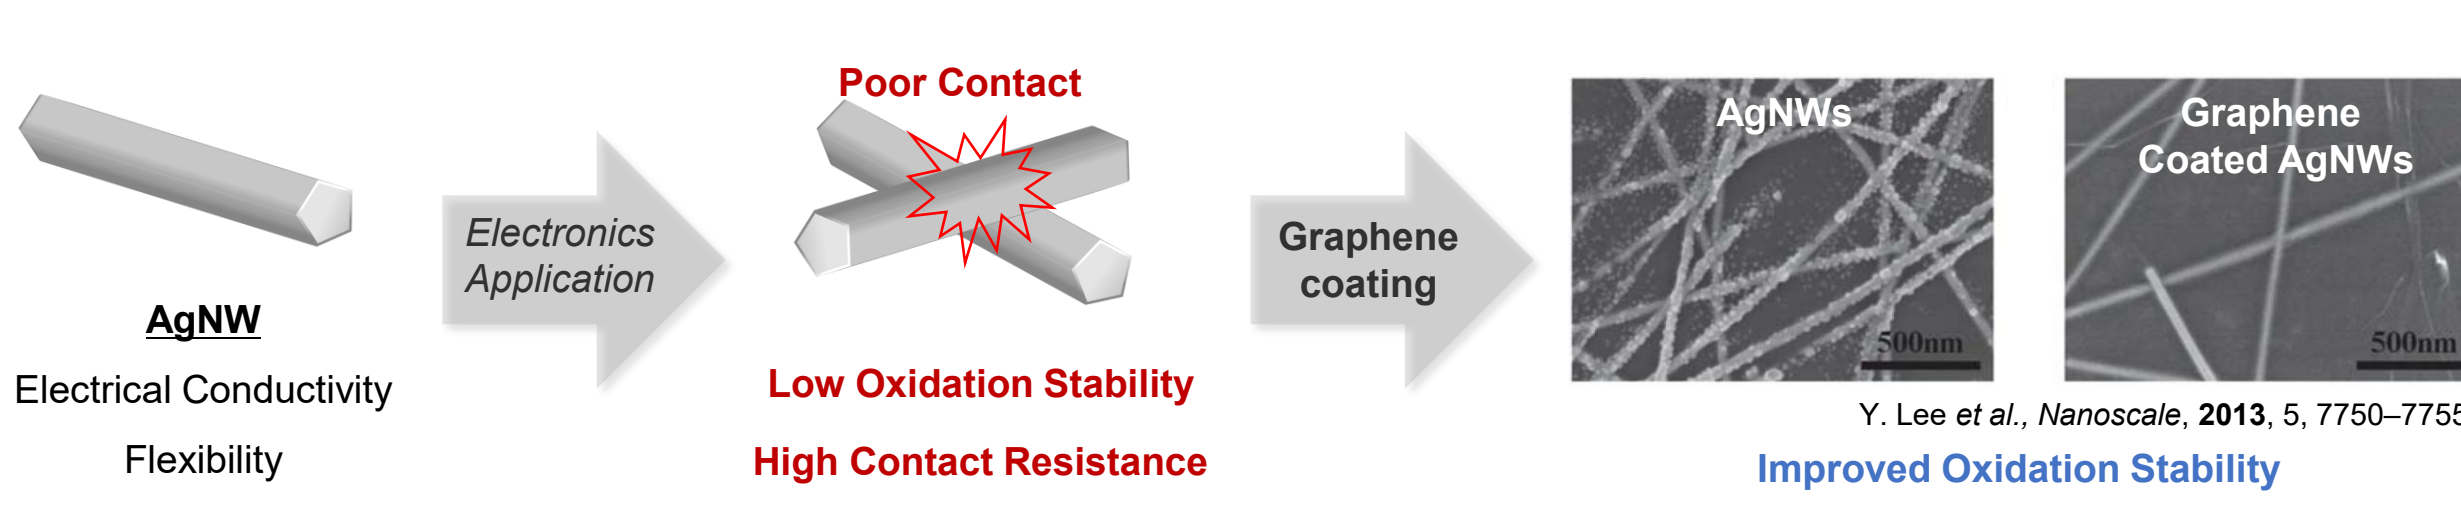 AgNW
Electrical Conductivity
Flexibility
Electronics
Application
Poor Contact
Low Oxidation Stability
High Contact Resistance
Graphene
coating
AgNWs
500nm
Graphene
Coated AgNWs
500nm
Y. Lee et al., Nanoscale, 2013, 5, 7750–7755
Improved Oxidation Stability